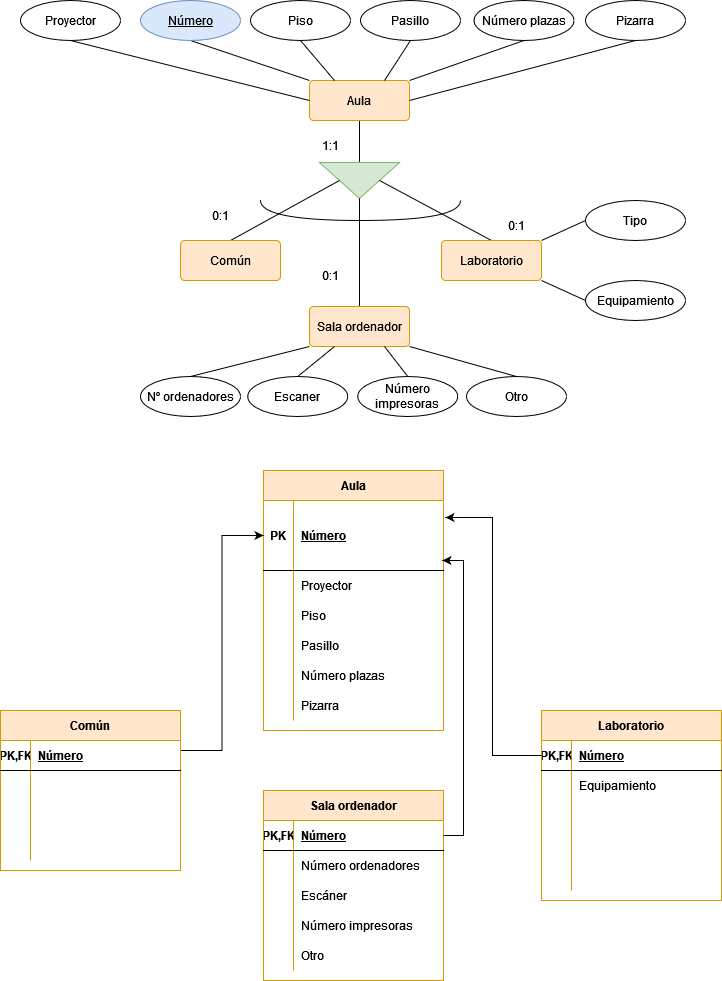 Proyector
Número
Piso
Pasillo
Número plazas
Pizarra
Aula
1:1
0:1
0:1
Tipo
Común
Laboratorio
0:1
Equipamiento
Sala ordenador
Nº ordenadores
Escaner
Número
impresoras
Otro
Aula
PK Número
Proyector
Piso
Pasillo
Número plazas
Pizarra
Común
PK,FK Número
Laboratorio
PK,FK Número
Equipamiento
Sala ordenador
PK,FK Número
Número ordenadores
Escáner
Número impresoras
Otro